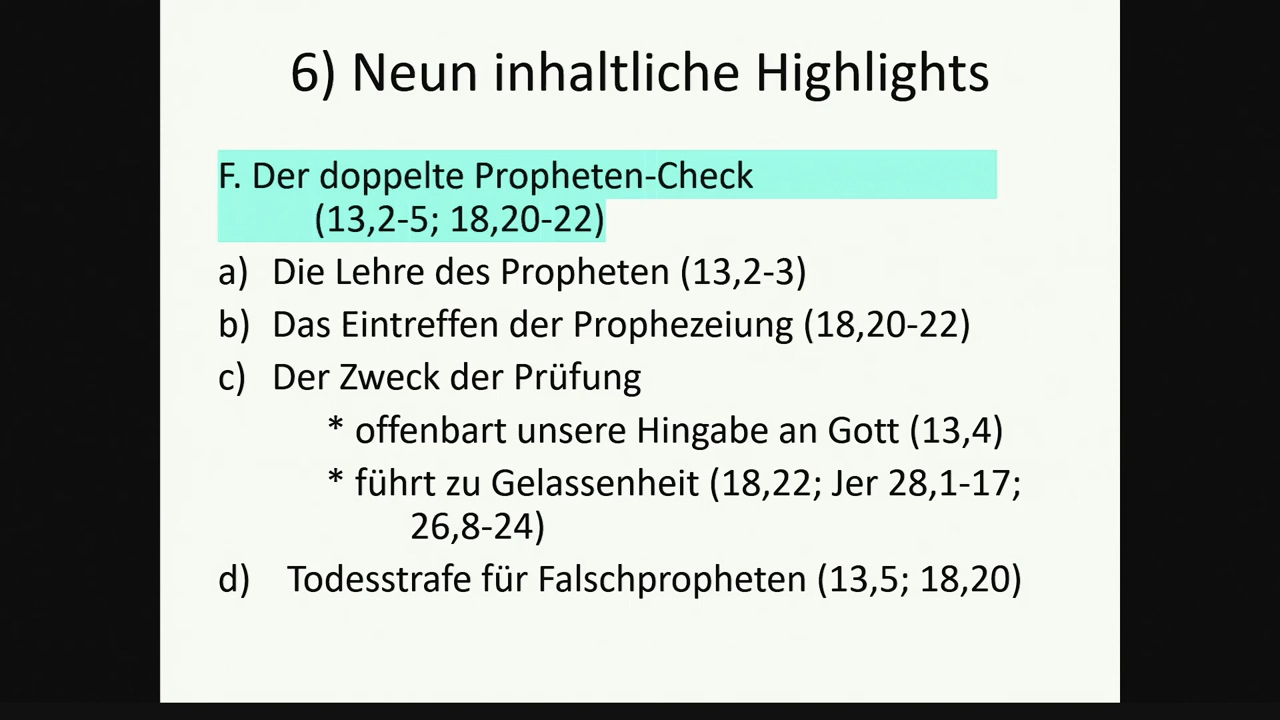 6) Neun inhaltliche Highlights
F. Der doppelte Propheten-Check
(13,2-5; 18,20-22)
a) Die Lehre des Propheten (13,2-3)
b) Das Eintreffen der Prophezeiung (18,20-22)
c) Der Zweck der Prüfung
* offenbart unsere Hingabe an Gott (13,4)
* führt zu Gelassenheit (18,22; Jer 28,1-17;
26,8-24)
d) Todesstrafe für Falschpropheten (13,5; 18,20)